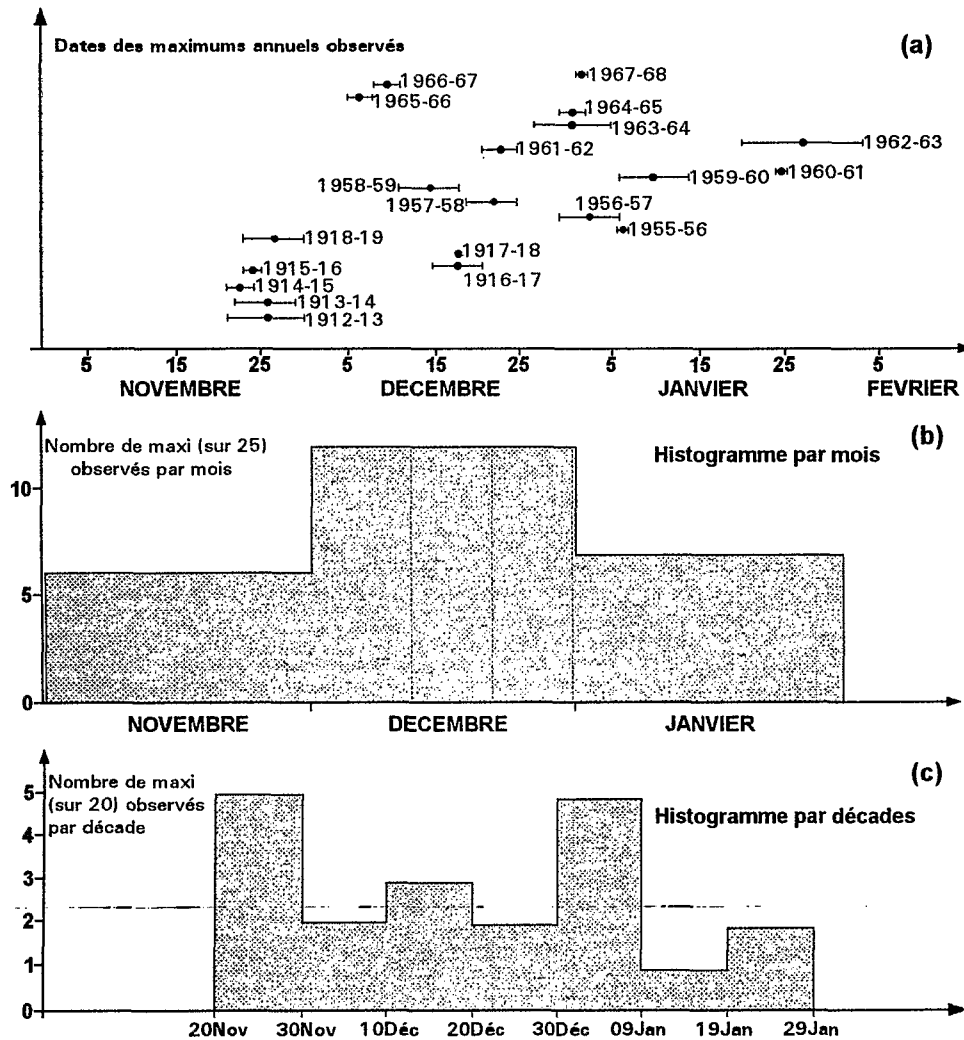 Dates des maximums annuels observés
(a)
1966-67
1967-68
1965-66
1964-65
1963-64
1962-63
1961-62
1960-61
1959-60
1958-59
1957-58
1956-57
1955-56
1918-19
1917-18
1915-16
1916-17
1914-15
1913-14
1912-13
5 15 25 5 15 25 5 15 25 5
NOVEMBRE DECEMBRE JANVIER FEVRIER
(b)
Nombre de maxi (sur 25)
observés par mois
Histogramme par mois
10
5
0
NOVEMBRE DECEMBRE JANVIER
(c)
Nombre de maxi
(sur 20) observés
par décade
Histogramme par décades
5
4
3
2
1
0
20Nov 30Nov 10Déc 20Déc 30Déc 09Jan 19Jan 29Jan